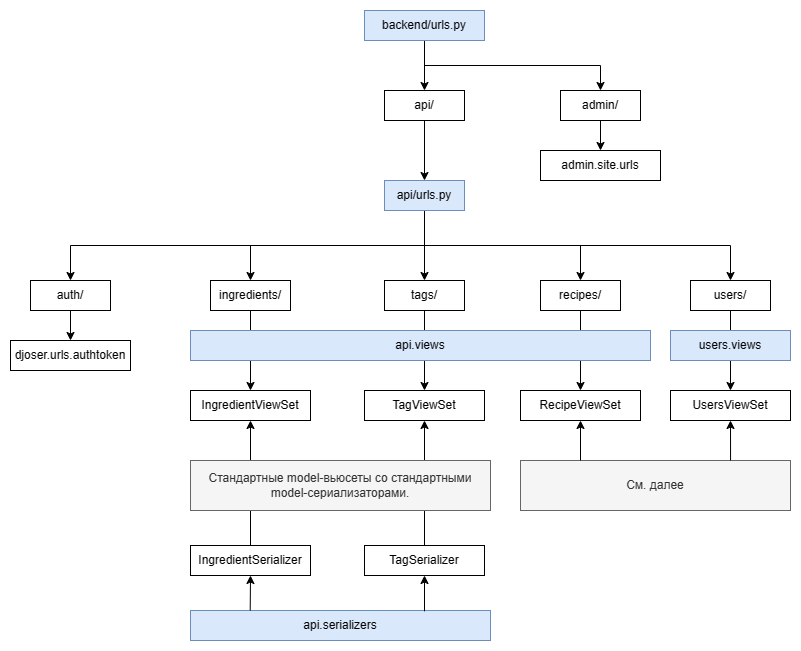 backend/urls.py
api/
admin/
admin.site.urls
api/urls.py
auth/
ingredients/
tags/
recipes/
users/
djoser.urls.authtoken
api.views
users.views
IngredientViewSet
TagViewSet
RecipeViewSet
UsersViewSet
Стандартные model-вьюсеты со стандартными
model-сериализаторами.
См. далее
IngredientSerializer
TagSerializer
api.serializers